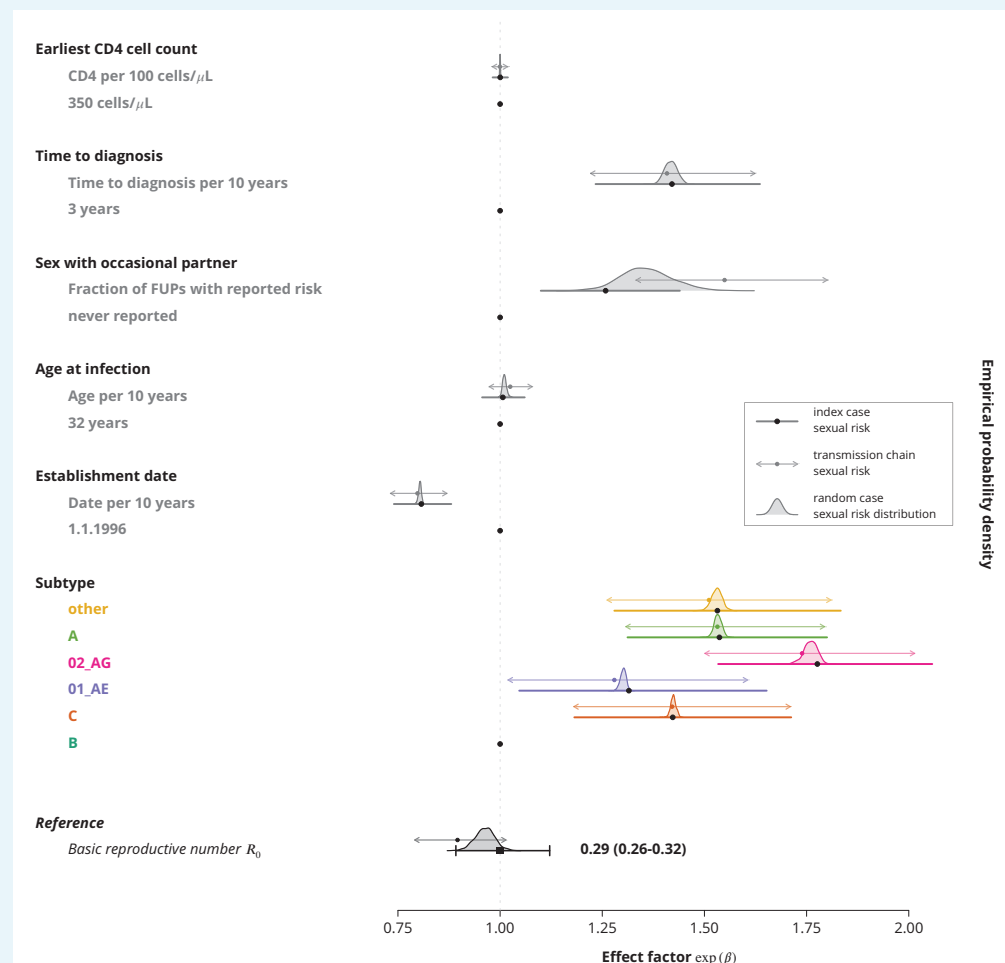 Earliest CD4 cell count
CD4 per 100 cells/μL
350 cells/μL
Time to diagnosis
Time to diagnosis per 10 years
3 years
Sex with occasional partner
Fraction of FUPs with reported risk
never reported
Age at infection
Age per 10 years
32 years
Establishment date
Date per 10 years
1.1.1996
Subtype
other
A
02_AG
01_AE
C
B
Reference
Basic reproductive number R0
0.29 (0.26-0.32)
index case
sexual risk
transmission chain
sexual risk
random case
sexual risk distribution
Empirical probability density
0.75 1.00 1.25 1.50 1.75 2.00
Effect factor exp (β)